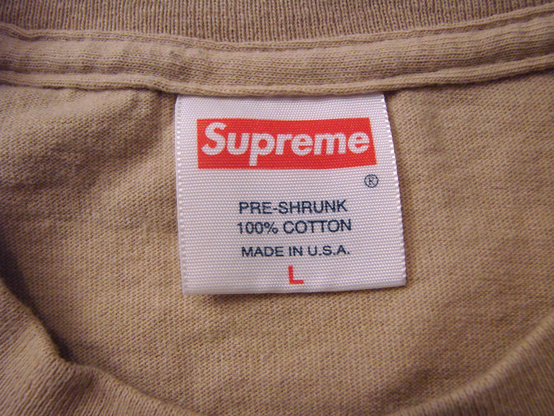 Supreme
®
PRE-SHRUNK
100% COTTON
MADE IN U.S.A.
L